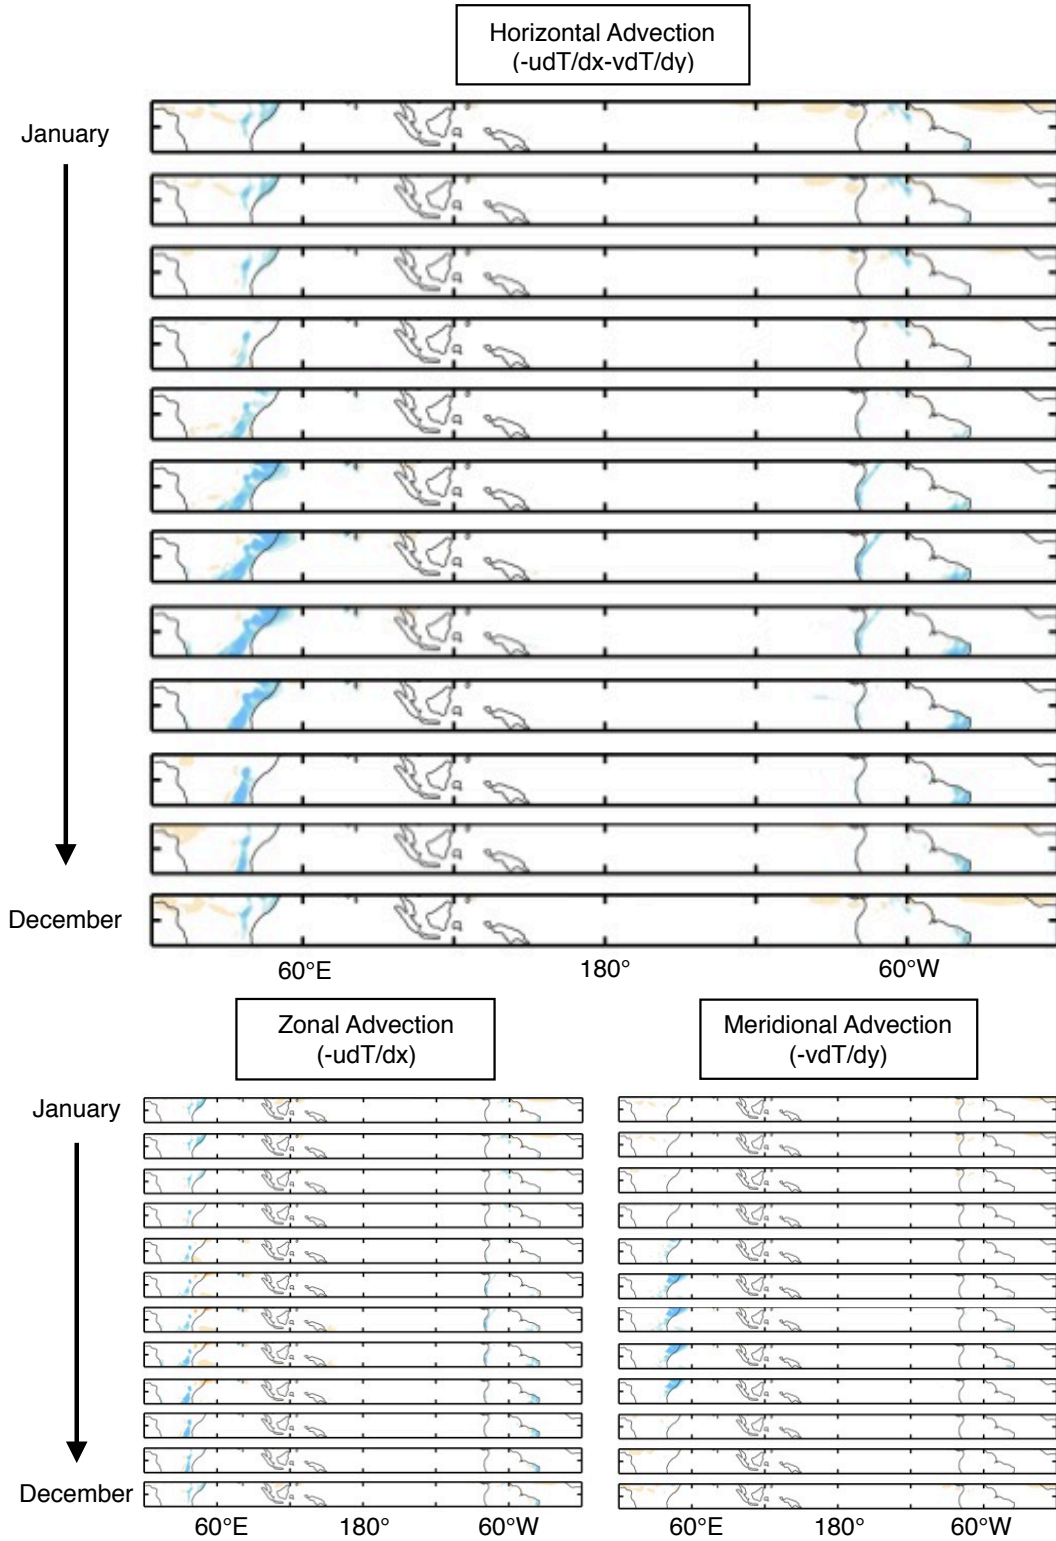 Horizontal Advection
(-udT/dx-vdT/dy)
January
December
60°E 180° 60°W
Zonal Advection
(-udT/dx)
Meridional Advection
(-vdT/dy)
January
December
60°E 180° 60°W 60°E 180° 60°W